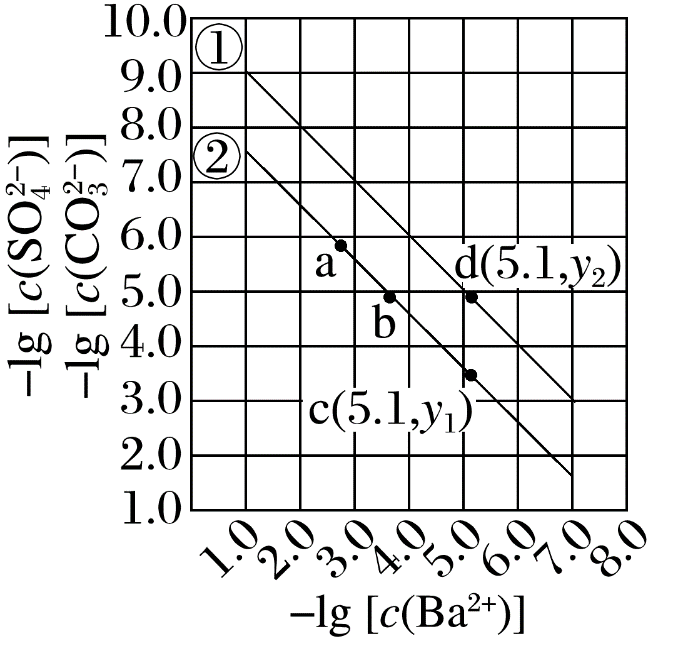 10.0
9.0
8.0
7.0
6.0
5.0
4.0
3.0
2.0
1.0
−lg [c(SO₄²⁻)]
−lg [c(CO₃²⁻)]
①
②
a
b
d(5.1,y₂)
c(5.1,y₁)
1.0 2.0 3.0 4.0 5.0 6.0 7.0 8.0
−lg [c(Ba²⁺)]